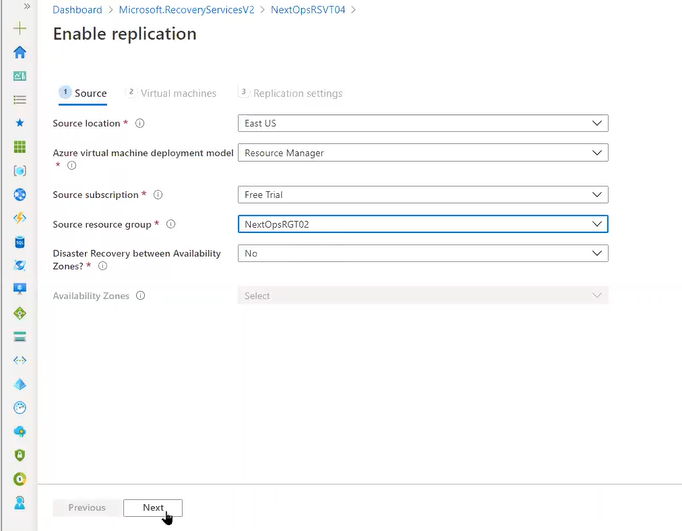 Dashboard > Microsoft.RecoveryServicesV2 > NextOpsRSVT04 >
Enable replication
1 Source 2 Virtual machines 3 Replication settings
Source location * East US
Azure virtual machine deployment model * Resource Manager
Source subscription * Free Trial
Source resource group * NextOpsRGT02
Disaster Recovery between Availability No
Zones? *
Availability Zones Select
Previous Next